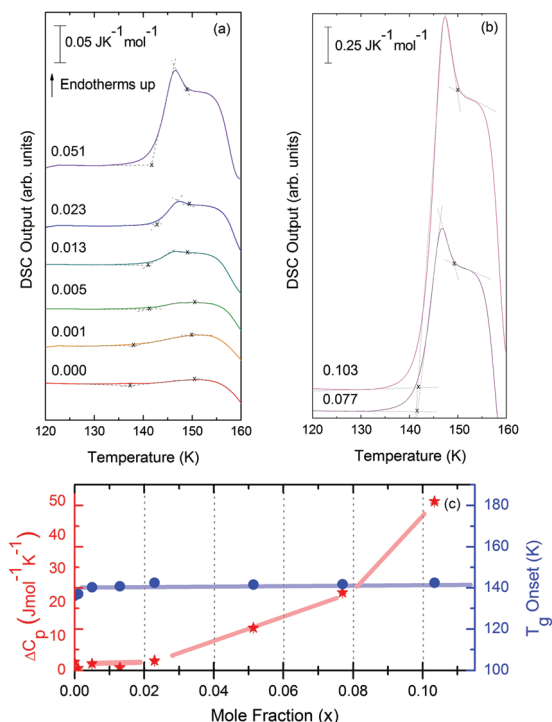 (a)
0.05 JK⁻¹mol⁻¹
Endotherms up
0.051
0.023
0.013
0.005
0.001
0.000
DSC Output (arb. units)
120 130 140 150 160
Temperature (K)
(b)
0.25 JK⁻¹mol⁻¹
0.103
0.077
DSC Output (arb. units)
120 130 140 150 160
Temperature (K)
(c)
50
40
30
20
10
0
ΔCp (Jmol⁻¹K⁻¹)
180
160
140
120
100
Tg Onset (K)
0.00 0.02 0.04 0.06 0.08 0.10
Mole Fraction (x)